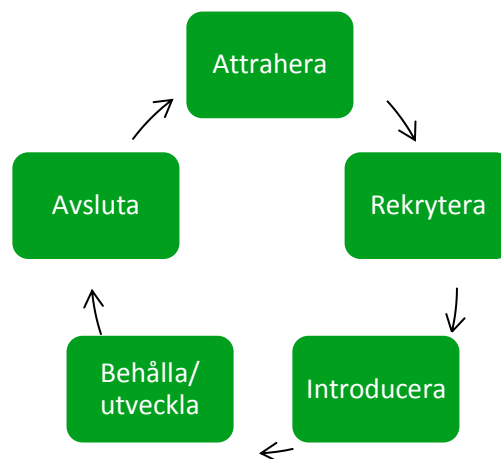 Attrahera
Rekrytera
Introducera
Behålla/
utveckla
Avsluta